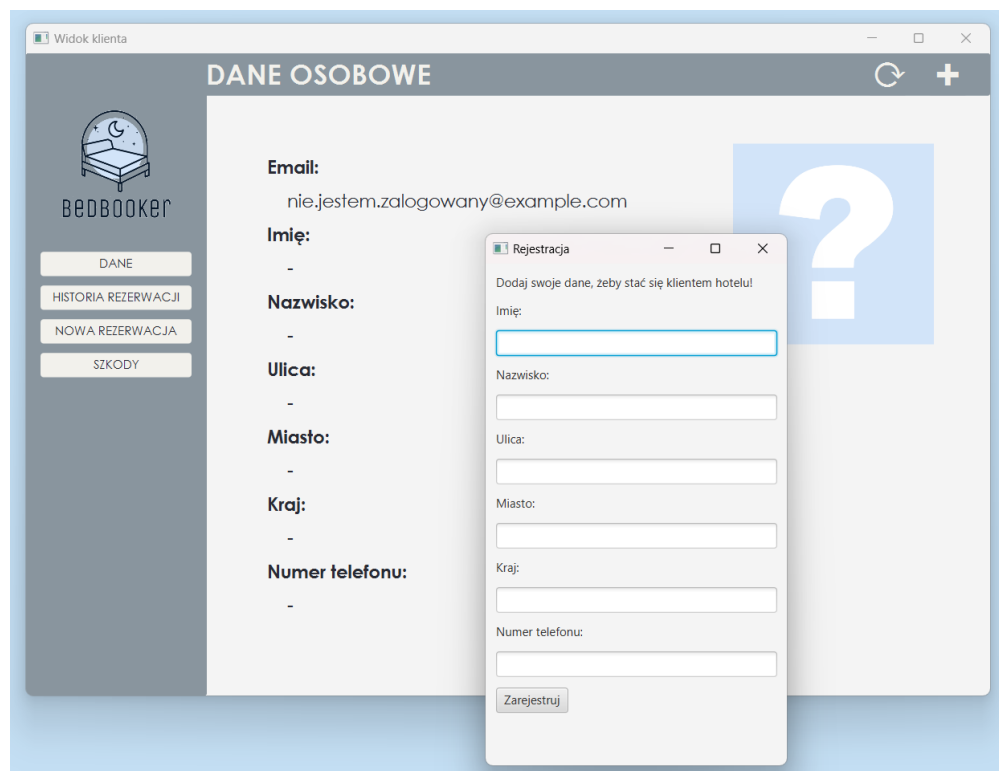 Widok klienta
DANE OSOBOWE
BEDBOOKER
DANE
HISTORIA REZERWACJI
NOWA REZERWACJA
SZKODY
Email:
nie.jestem.zalogowany@example.com
Imię:
-
Nazwisko:
-
Ulica:
-
Miasto:
-
Kraj:
-
Numer telefonu:
-
?
Rejestracja
Dodaj swoje dane, żeby stać się klientem hotelu!
Imię:
Nazwisko:
Ulica:
Miasto:
Kraj:
Numer telefonu:
Zarejestruj